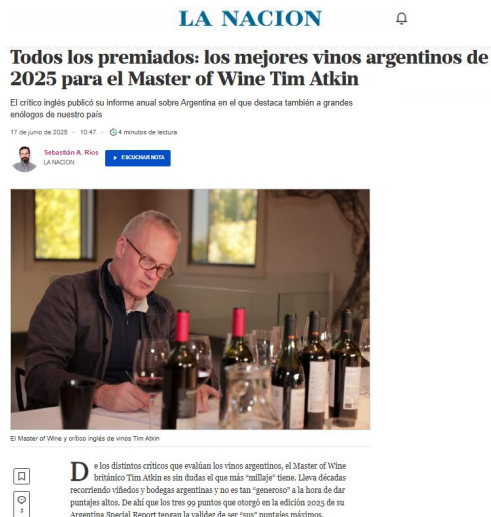 LA NACION
Todos los premiados: los mejores vinos argentinos de
2025 para el Master of Wine Tim Atkin
El crítico inglés publicó su informe anual sobre Argentina en el que destaca también a grandes
enólogos de nuestro país
17 de junio de 2025 · 10:47 · 4 minutos de lectura
Sebastián A. Ríos
LA NACION
ESCUCHAR NOTA
El Master of Wine y crítico inglés de vinos Tim Atkin
De los distintos críticos que evalúan los vinos argentinos, el Master of Wine
británico Tim Atkin es sin dudas el que más “millaje” tiene. Lleva décadas
recorriendo viñedos y bodegas argentinas y no es tan “generoso” a la hora de dar
puntajes altos. De ahí que los tres 99 puntos que otorgó en la edición 2025 de su
Argentina Special Report tengan la validez de ser “sus” puntajes máximos.
3